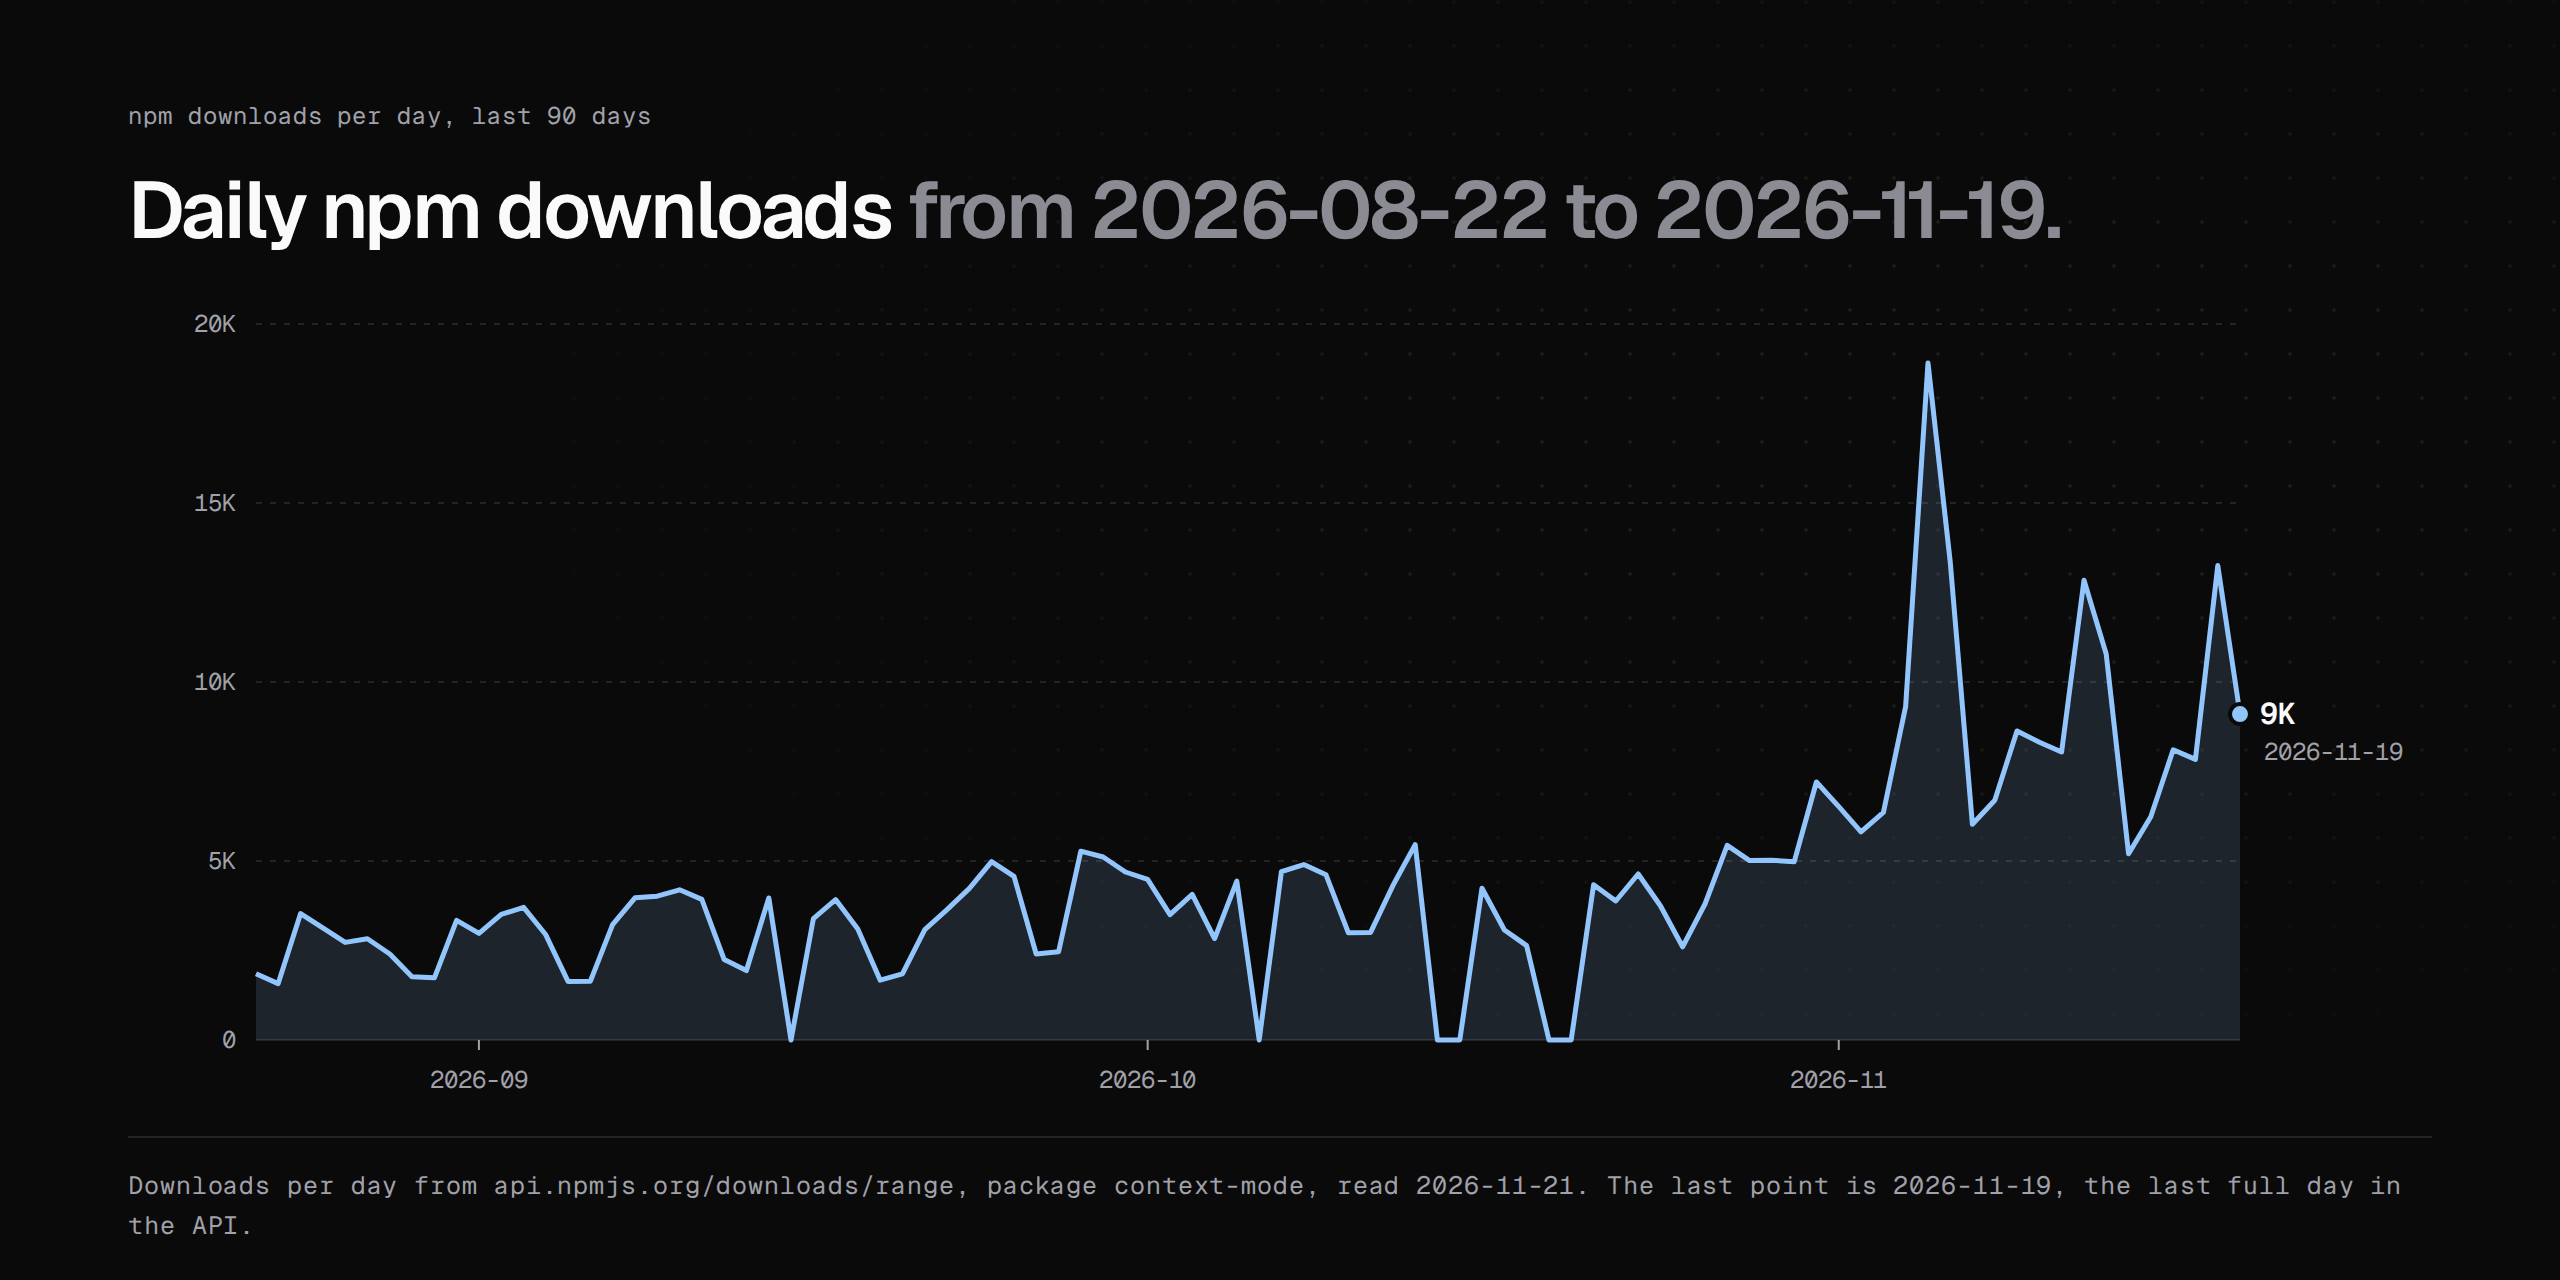 npm downloads per day, last 90 days
Daily npm downloads from 2026-08-22 to 2026-11-19.
20K
15K
10K
9K
2026-11-19
5K
0
2026-09
2026-10
2026-11
Downloads per day from api.npmjs.org/downloads/range, package context-mode, read 2026-11-21. The last point is 2026-11-19, the last full day in
the API.